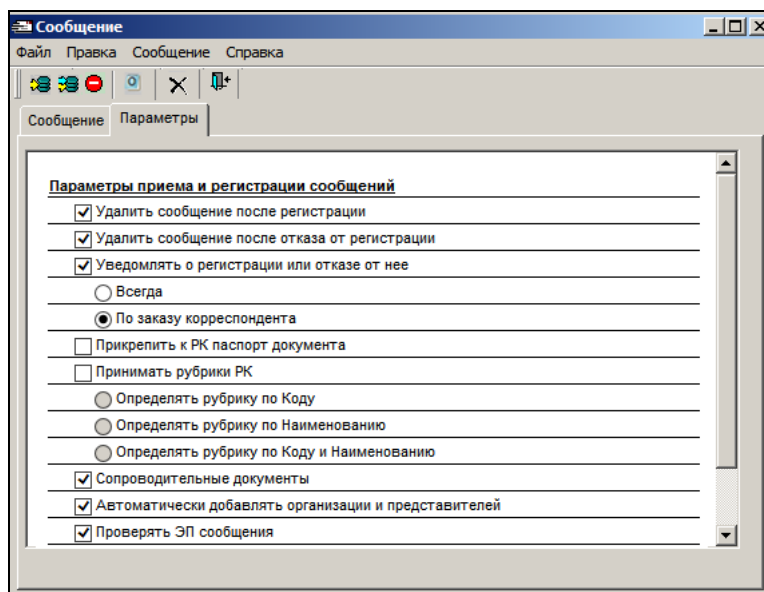 Сообщение
Файл Правка Сообщение Справка
Сообщение Параметры
Параметры приема и регистрации сообщений
Удалить сообщение после регистрации
Удалить сообщение после отказа от регистрации
Уведомлять о регистрации или отказе от нее
Всегда
По заказу корреспондента
Прикрепить к РК паспорт документа
Принимать рубрики РК
Определять рубрику по Коду
Определять рубрику по Наименованию
Определять рубрику по Коду и Наименованию
Сопроводительные документы
Автоматически добавлять организации и представителей
Проверять ЭП сообщения